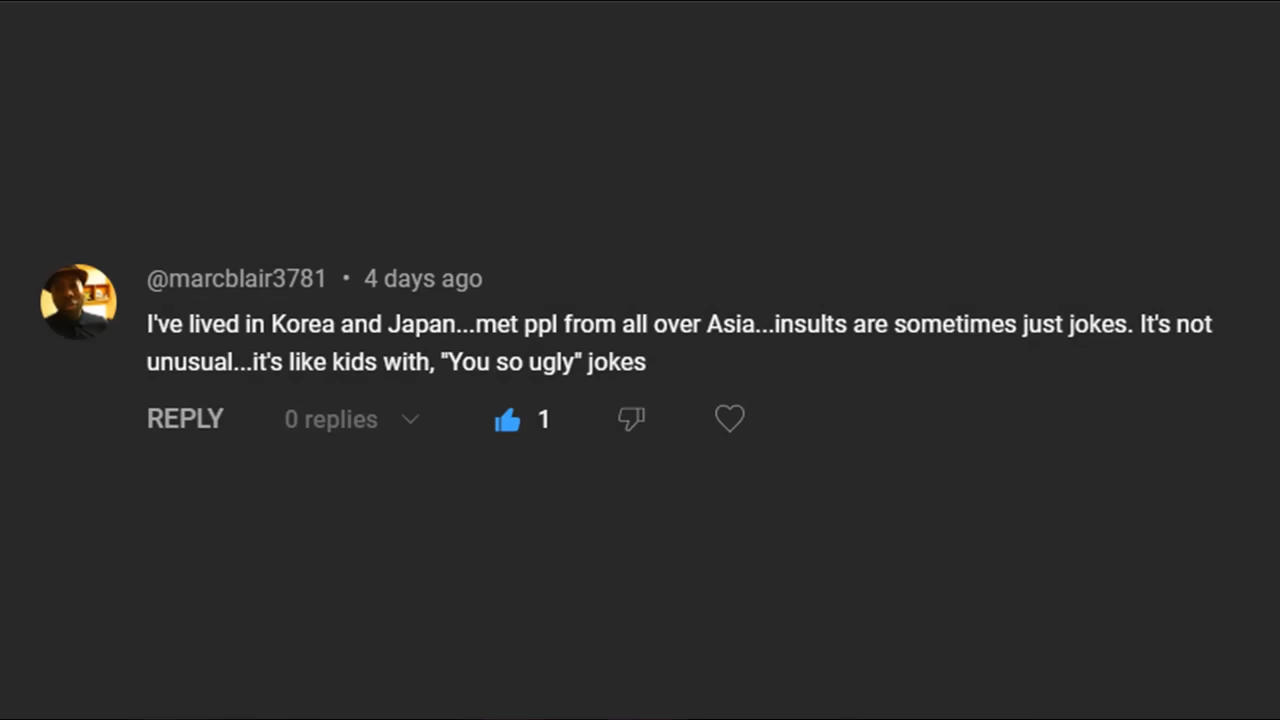 @marcblair3781 • 4 days ago
I've lived in Korea and Japan...met ppl from all over Asia...insults are sometimes just jokes. It's not
unusual...it's like kids with, "You so ugly" jokes
REPLY 0 replies 1